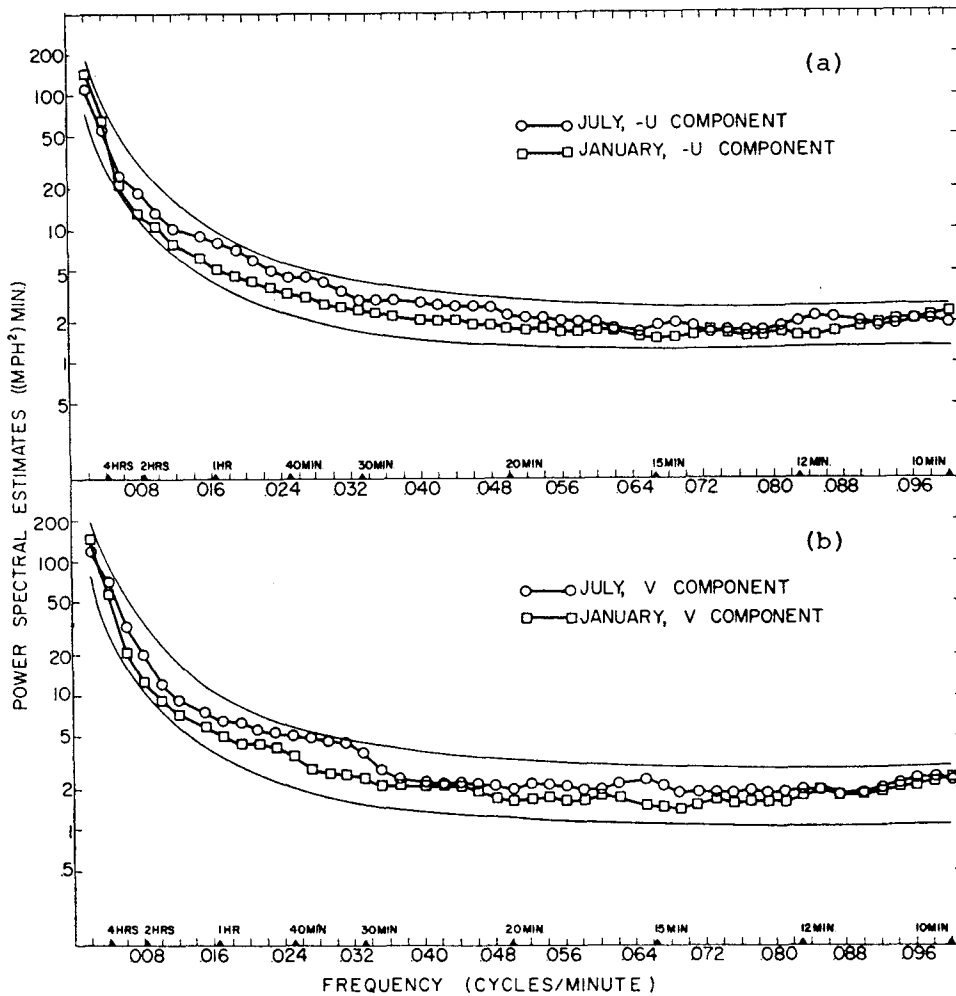 (a)
200
100
50
20
10
5
2
1
5
JULY, -U COMPONENT
JANUARY, -U COMPONENT
4HRS 2HRS 1HR 40MIN. 30MIN. 20MIN 15MIN 12MIN. 10MIN
.008 .016 .024 .032 .040 .048 .056 .064 .072 .080 .088 .096
POWER SPECTRAL ESTIMATES ((MPH²) MIN)
(b)
200
100
50
20
10
5
2
1
.5
JULY, V COMPONENT
JANUARY, V COMPONENT
4HRS 2HRS 1HR 40MIN 30MIN 20MIN 15MIN 12MIN 10MIN
.008 .016 .024 .032 .040 .048 .056 .064 .072 .080 .088 .096
FREQUENCY (CYCLES/MINUTE)